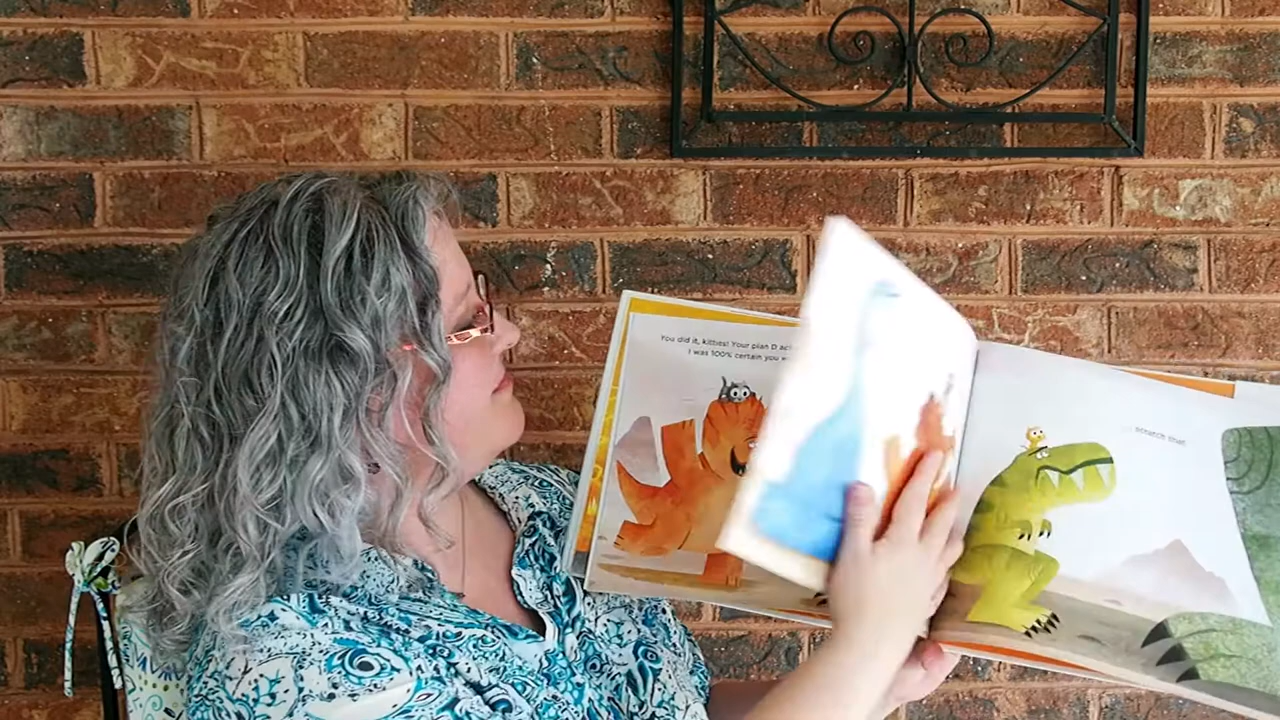 You did it, kitties! Your plan D
I was 100% certain you
scratch that.